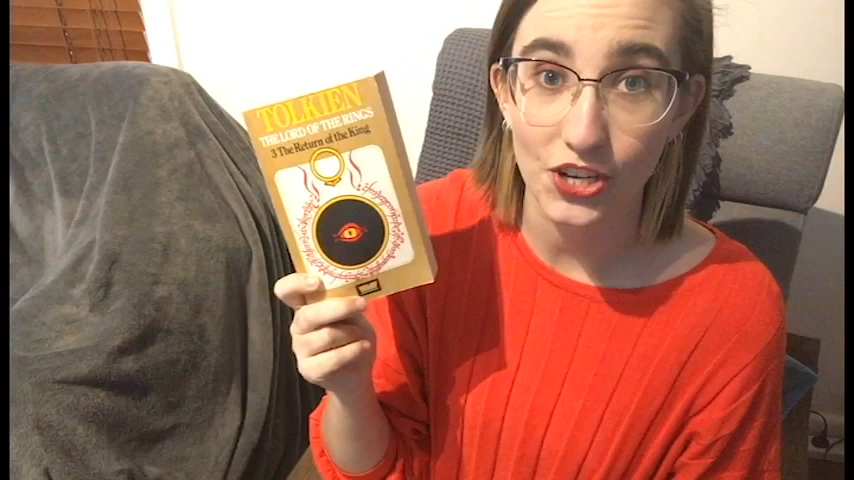 TOLKIEN
THE LORD OF THE RINGS
3 The Return of the King